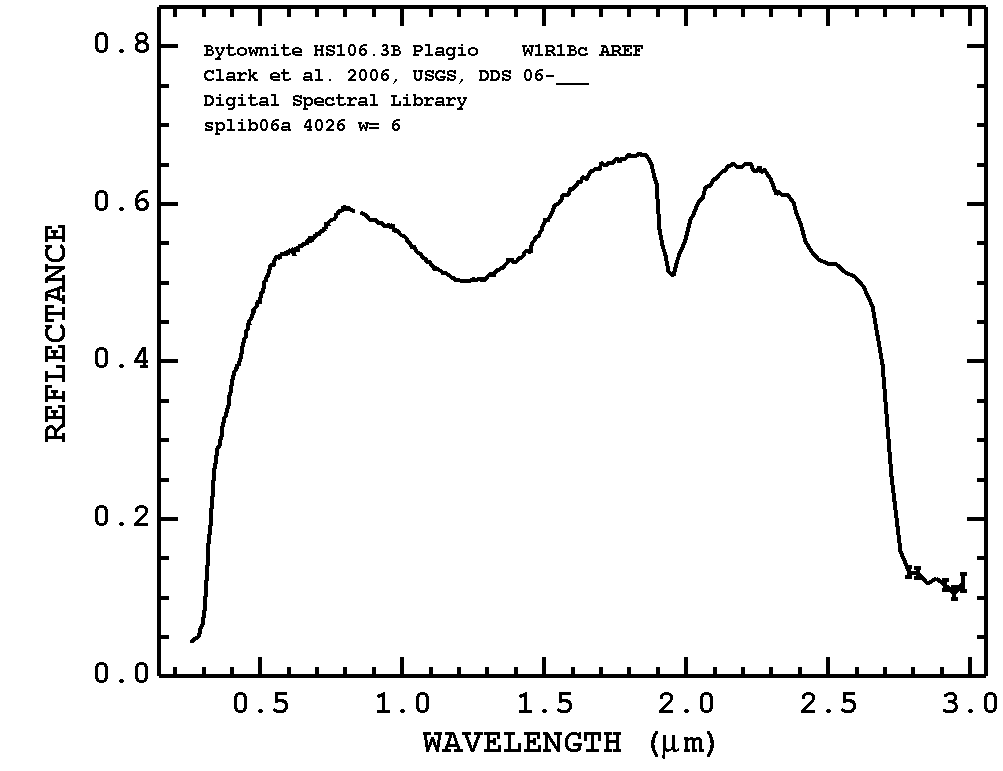 Bytownite HS106.3B Plagio W1R1Bc AREF
Clark et al. 2006, USGS, DDS 06-___
Digital Spectral Library
splib06a 4026 w= 6
0.8
0.6
0.4
0.2
0.0
REFLECTANCE
0.5 1.0 1.5 2.0 2.5 3.0
WAVELENGTH (μm)